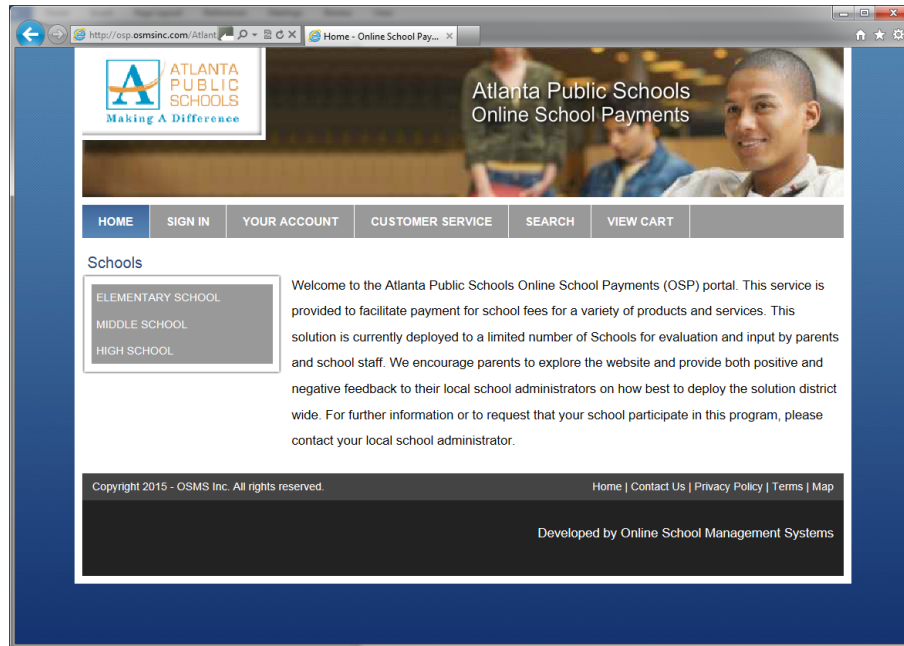 http://osp.osmsinc.com/Atlant
Home - Online School Pay...
ATLANTA
PUBLIC
SCHOOLS
Making A Difference
Atlanta Public Schools
Online School Payments
HOME SIGN IN YOUR ACCOUNT CUSTOMER SERVICE SEARCH VIEW CART
Schools
ELEMENTARY SCHOOL
MIDDLE SCHOOL
HIGH SCHOOL
Welcome to the Atlanta Public Schools Online School Payments (OSP) portal. This service is
provided to facilitate payment for school fees for a variety of products and services. This
solution is currently deployed to a limited number of Schools for evaluation and input by parents
and school staff. We encourage parents to explore the website and provide both positive and
negative feedback to their local school administrators on how best to deploy the solution district
wide. For further information or to request that your school participate in this program, please
contact your local school administrator.
Copyright 2015 - OSMS Inc. All rights reserved.
Home | Contact Us | Privacy Policy | Terms | Map
Developed by Online School Management Systems